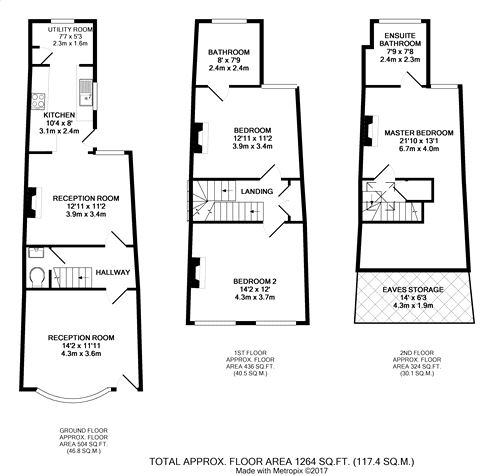 UTILITY ROOM
7'7 x 5'3
2.3m x 1.6m
KITCHEN
10'4 x 8'
3.1m x 2.4m
RECEPTION ROOM
12'11 x 11'2
3.9m x 3.4m
HALLWAY
RECEPTION ROOM
14'2 x 11'11
4.3m x 3.6m
GROUND FLOOR
APPROX. FLOOR
AREA 504 SQ.FT.
(46.8 SQ.M.)
BATHROOM
8' x 7'9
2.4m x 2.4m
BEDROOM
12'11 x 11'2
3.9m x 3.4m
LANDING
BEDROOM 2
14'2 x 12'
4.3m x 3.7m
1ST FLOOR
APPROX. FLOOR
AREA 436 SQ.FT.
(40.5 SQ.M.)
ENSUITE
BATHROOM
7'9 x 7'8
2.4m x 2.3m
MASTER BEDROOM
21'10 x 13'1
6.7m x 4.0m
EAVES STORAGE
14' x 6'3
4.3m x 1.9m
2ND FLOOR
APPROX. FLOOR
AREA 324 SQ.FT.
(30.1 SQ.M.)
TOTAL APPROX. FLOOR AREA 1264 SQ.FT. (117.4 SQ.M.)
Made with Metropix ©2017